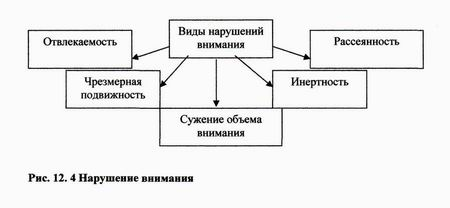 Виды нарушений
внимания
Отвлекаемость
Рассеянность
Чрезмерная
подвижность
Инертность
Сужение объема
внимания
Рис. 12. 4 Нарушение внимания